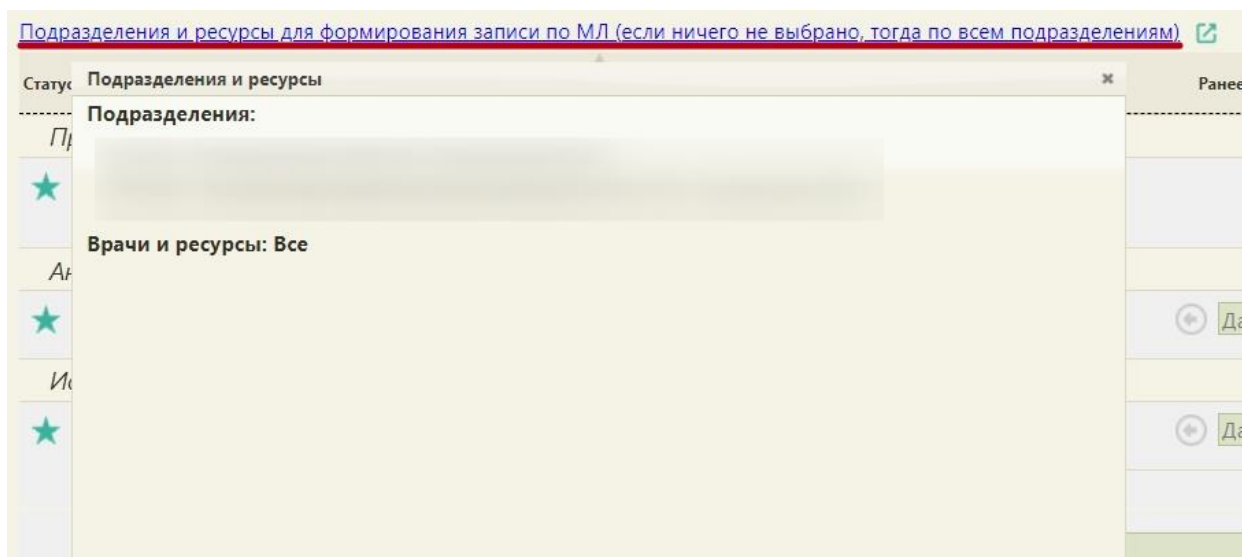 Подразделения и ресурсы для формирования записи по МЛ (если ничего не выбрано, тогда по всем подразделениям)
Подразделения и ресурсы
Ранее
Подразделения:
Врачи и ресурсы: Все